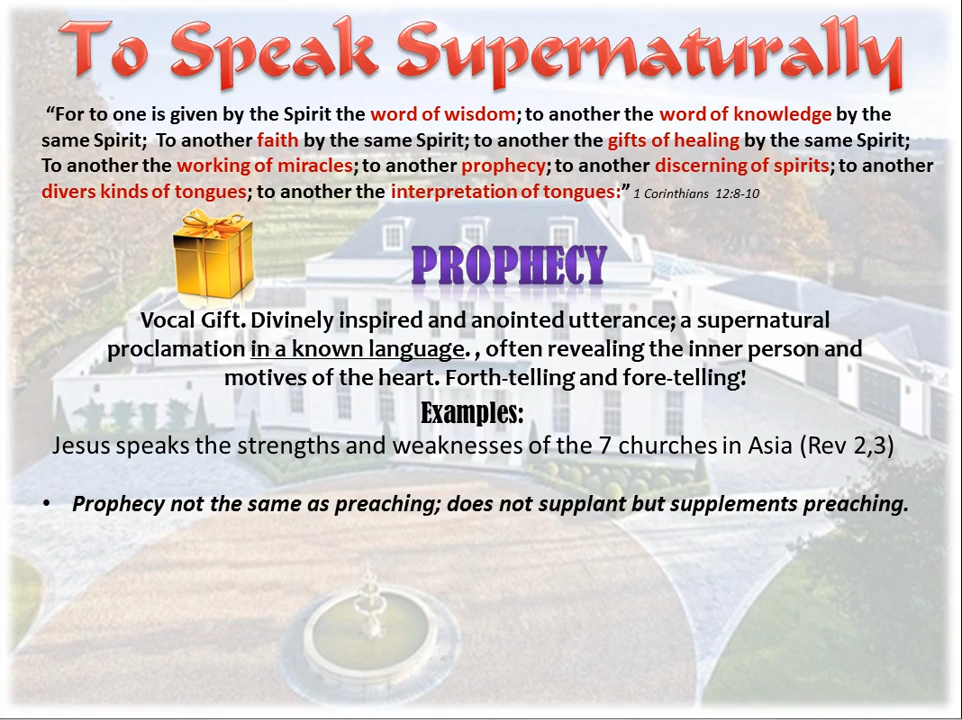 To Speak Supernaturally
“For to one is given by the Spirit the word of wisdom; to another the word of knowledge by the
same Spirit;  To another faith by the same Spirit; to another the gifts of healing by the same Spirit;
To another the working of miracles; to another prophecy; to another discerning of spirits; to another
divers kinds of tongues; to another the interpretation of tongues:” 1 Corinthians  12:8-10
PROPHECY
Vocal Gift. Divinely inspired and anointed utterance; a supernatural
proclamation in a known language. , often revealing the inner person and
motives of the heart. Forth-telling and fore-telling!
Examples:
Jesus speaks the strengths and weaknesses of the 7 churches in Asia (Rev 2,3)
• Prophecy not the same as preaching; does not supplant but supplements preaching.